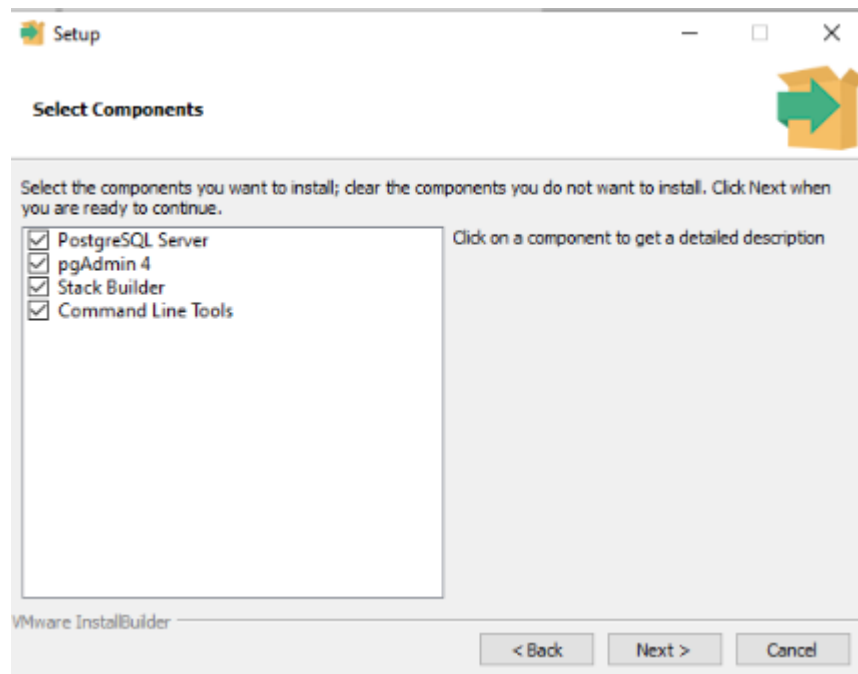 Setup
Select Components
Select the components you want to install; clear the components you do not want to install. Click Next when
you are ready to continue.
PostgreSQL Server
pgAdmin 4
Stack Builder
Command Line Tools
Click on a component to get a detailed description
VMware InstallBuilder
< Back
Next >
Cancel